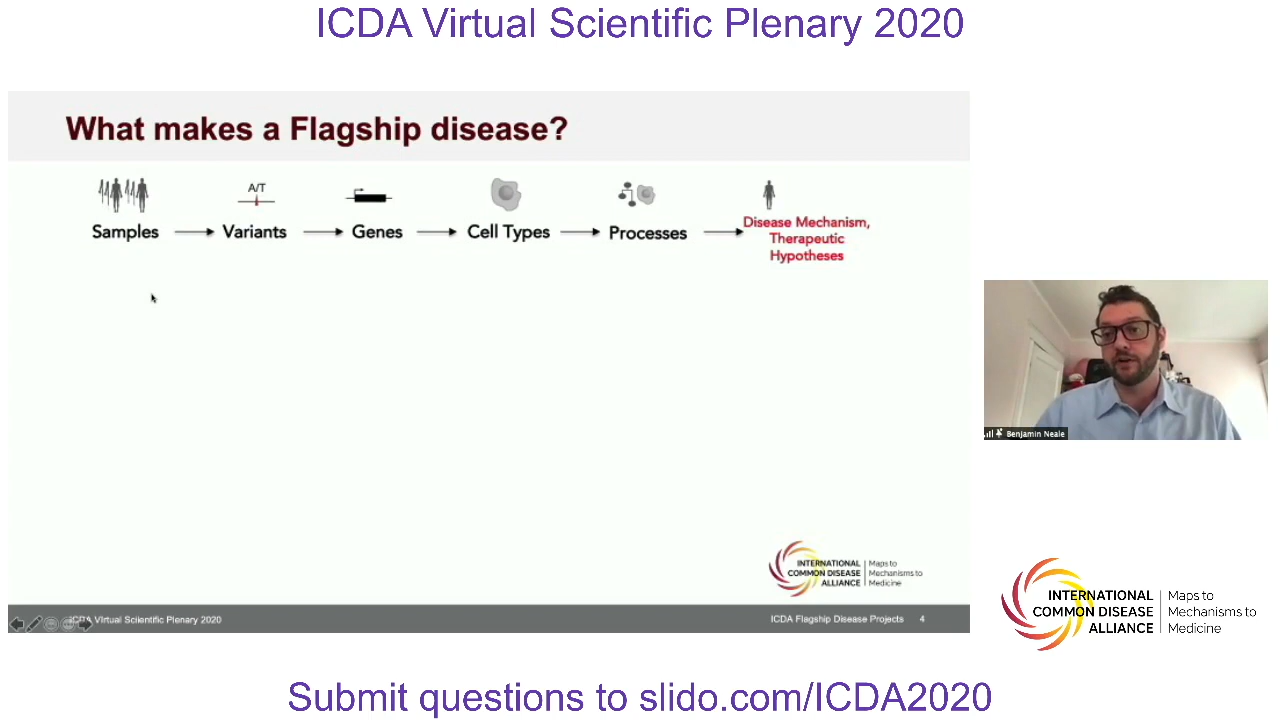 ICDA Virtual Scientific Plenary 2020
What makes a Flagship disease?
A/T
Samples
Variants
Genes
Cell Types
Processes
Disease Mechanism,
Therapeutic
Hypotheses
Benjamin Neale
INTERNATIONAL
COMMON DISEASE
ALLIANCE
Maps to
Mechanisms to
Medicine
ICDA Virtual Scientific Plenary 2020
ICDA Flagship Disease Projects 4
INTERNATIONAL
COMMON DISEASE
ALLIANCE
Maps to
Mechanisms to
Medicine
Submit questions to slido.com/ICDA2020